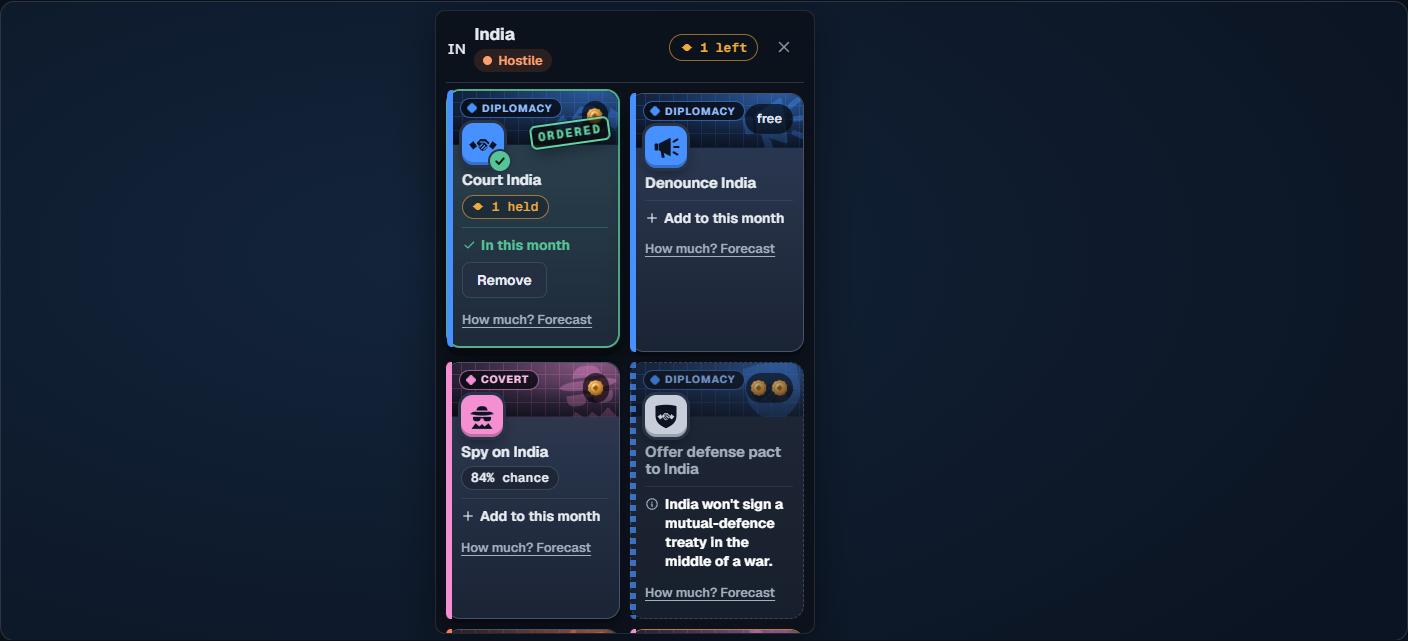 IN
India
Hostile
1 left
DIPLOMACY
ORDERED
Court India
1 held
In this month
Remove
How much? Forecast
DIPLOMACY
free
Denounce India
Add to this month
How much? Forecast
COVERT
Spy on India
84% chance
Add to this month
How much? Forecast
DIPLOMACY
Offer defense pact
to India
India won't sign a
mutual-defence
treaty in the
middle of a war.
How much? Forecast